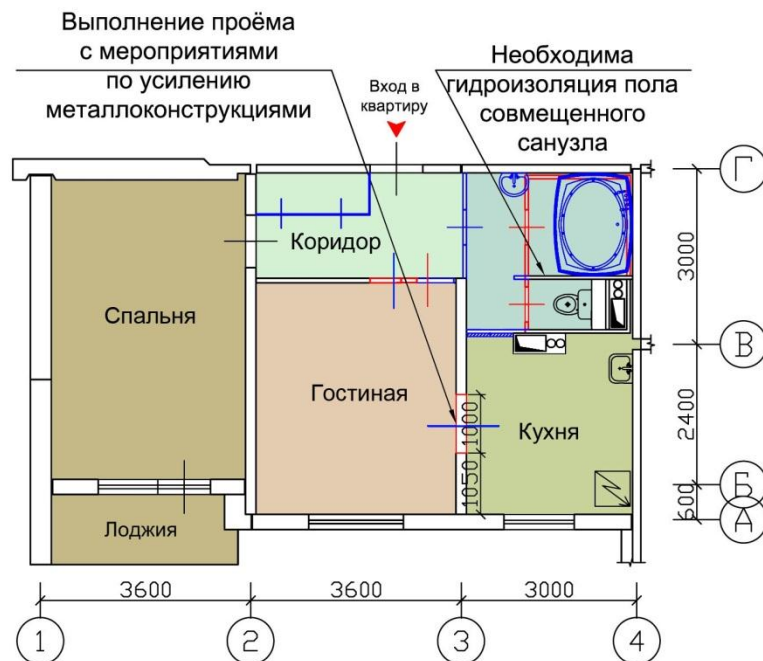 Выполнение проёма
с мероприятиями
по усилению
металлоконструкциями
Вход в
квартиру
Необходима
гидроизоляция пола
совмещенного
санузла
Г
Коридор
3000
Спальня
В
Гостиная
1000
Кухня
2400
1050
Б
600
А
Лоджия
3600
3600
3000
1
2
3
4